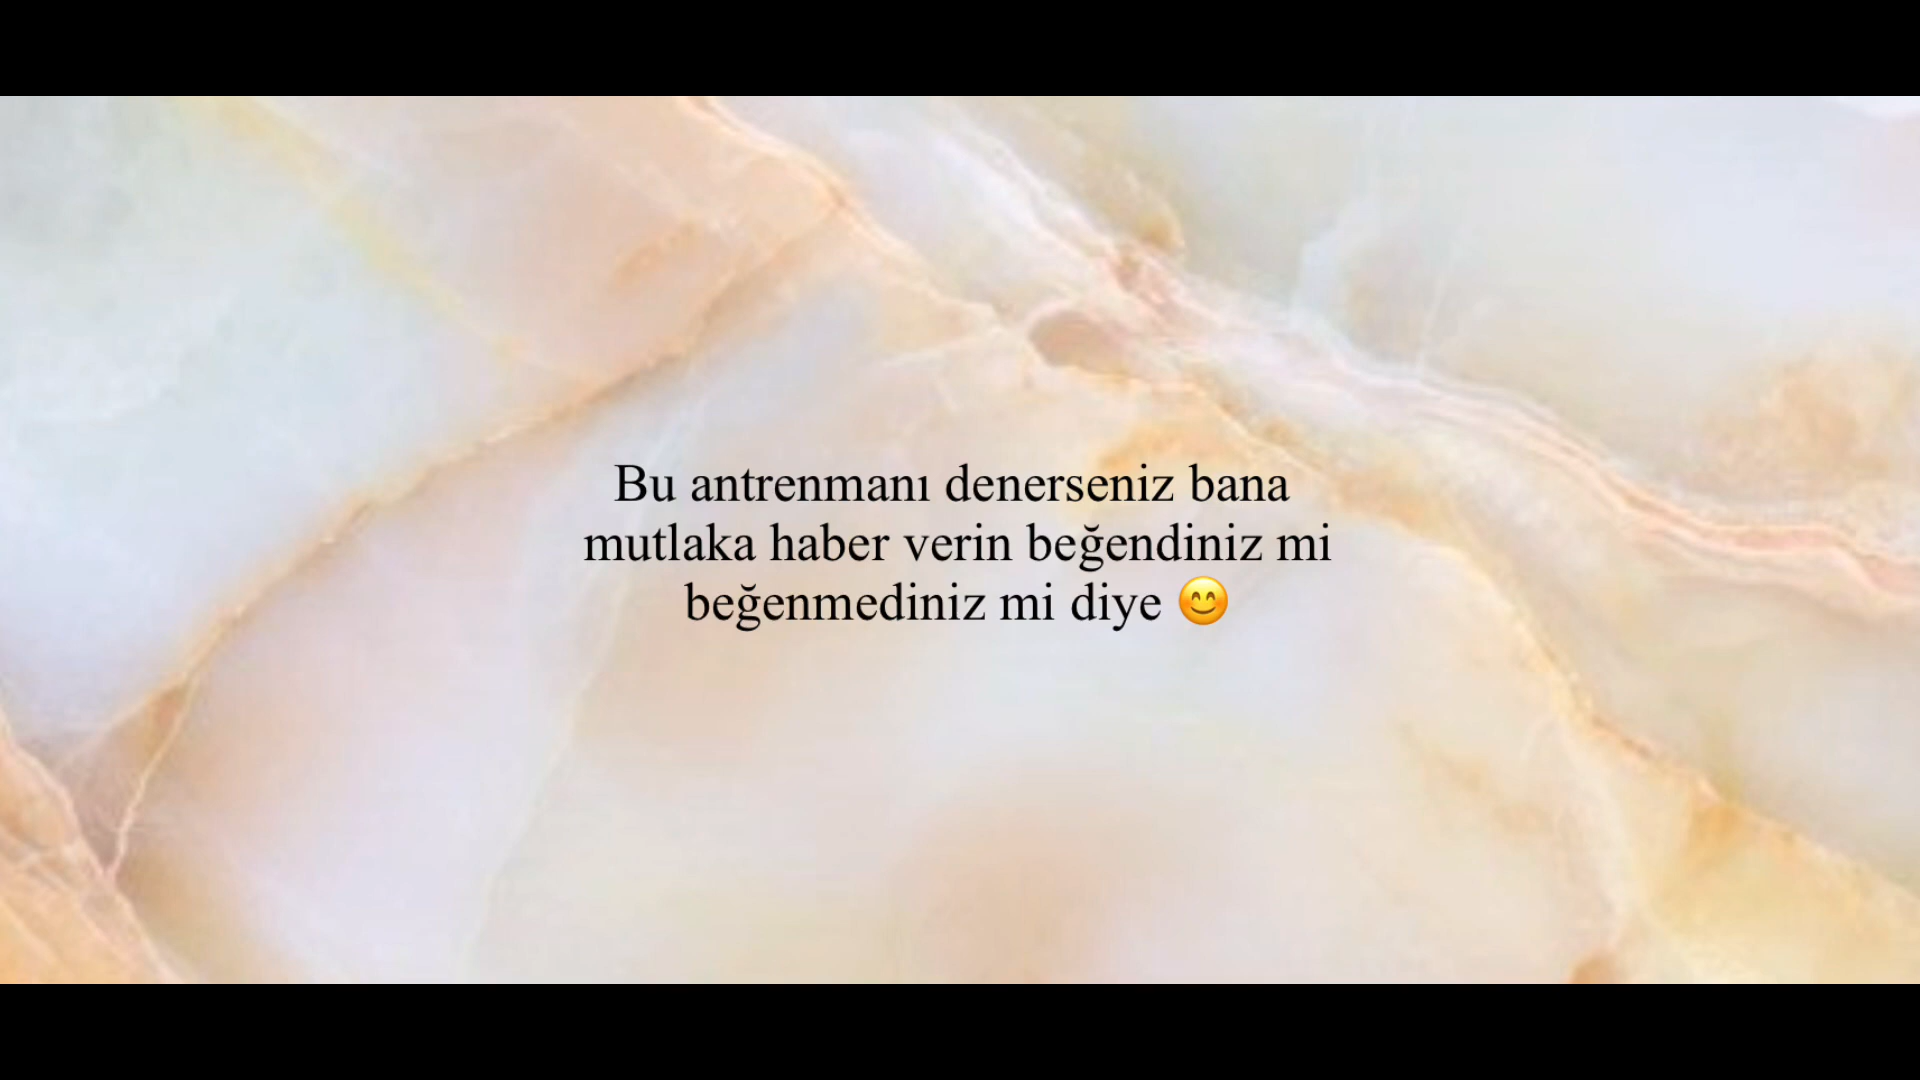 Bu antrenmanı denerseniz bana
mutlaka haber verin beğendiniz mi
beğenmediniz mi diye 😊